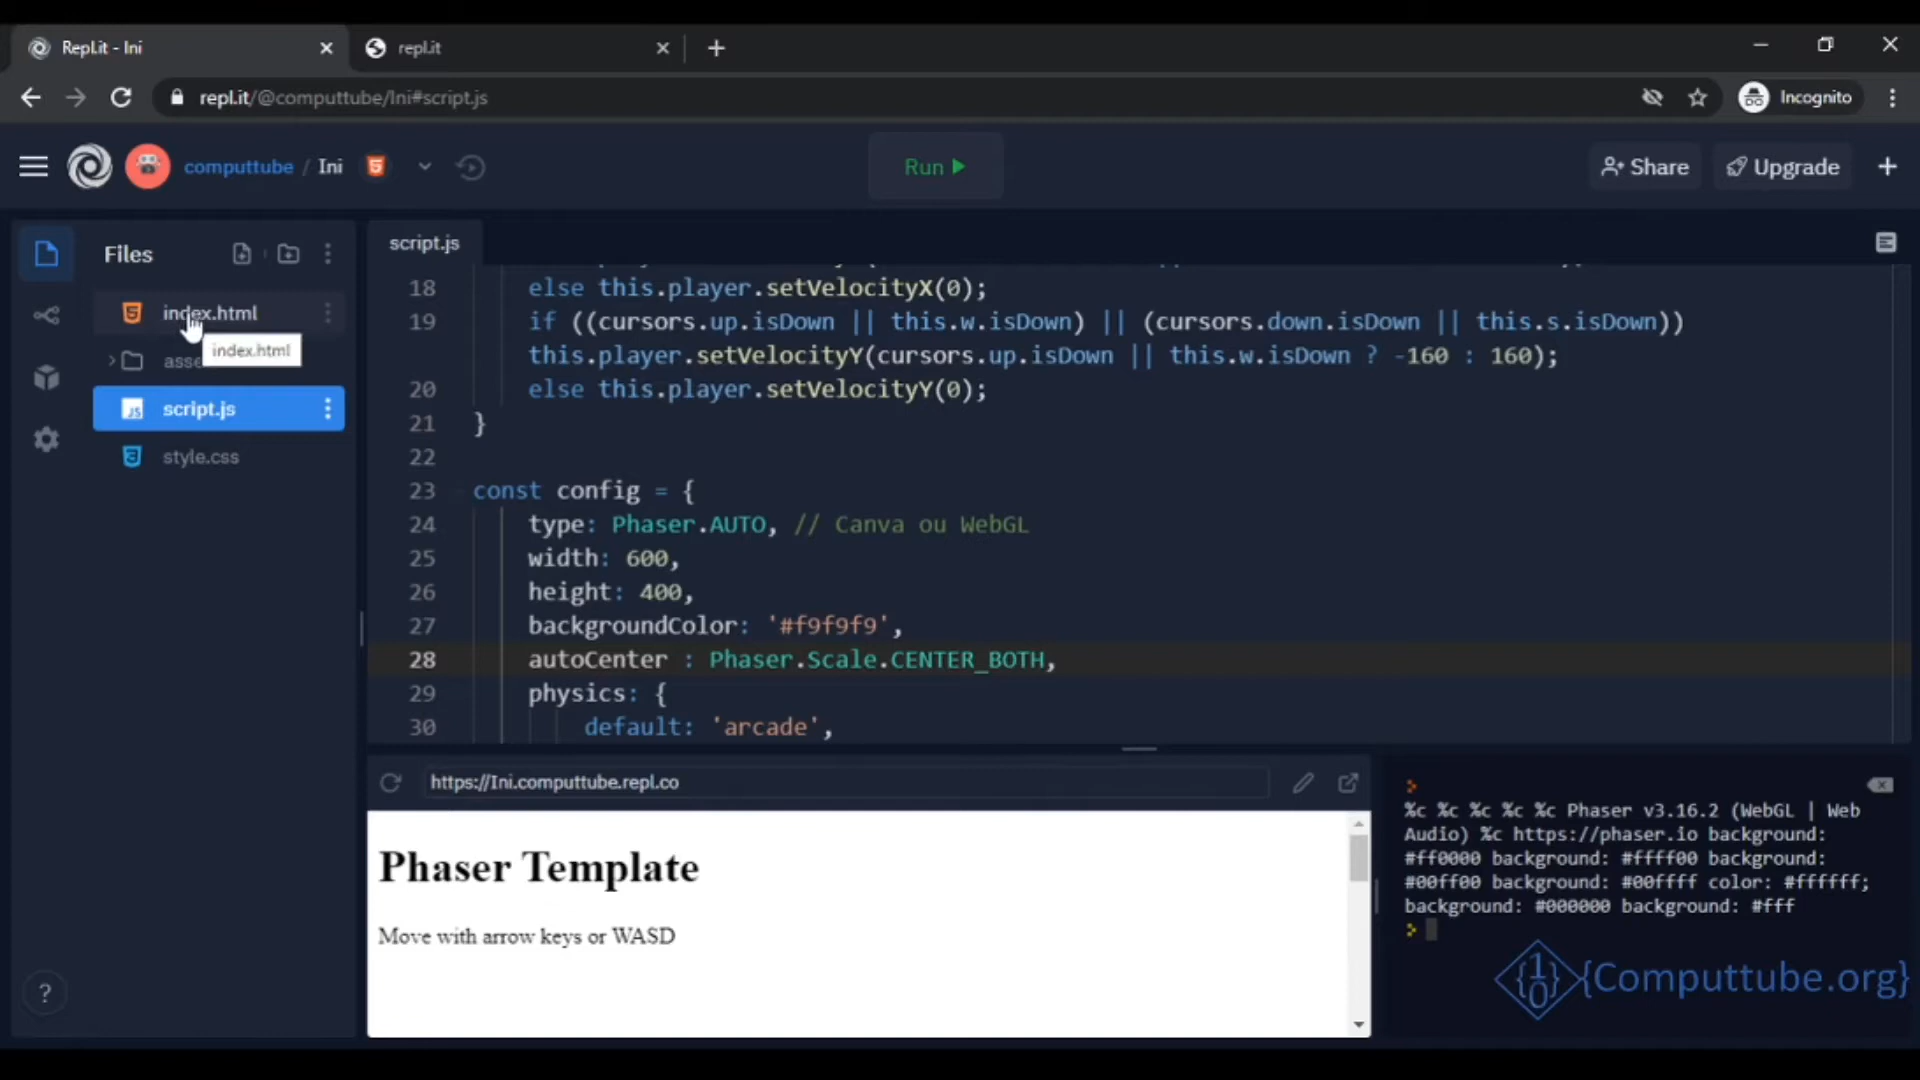 Repl.it - Ini
repl.it
repl.it/@computtube/Ini#script.js
Incognito
computtube / Ini
Run
Share
Upgrade
Files
index.html
index.html
asse
script.js
style.css
script.js
18 else this.player.setVelocityX(0);
19 if ((cursors.up.isDown || this.w.isDown) || (cursors.down.isDown || this.s.isDown))
this.player.setVelocityY(cursors.up.isDown || this.w.isDown ? -160 : 160);
20 else this.player.setVelocityY(0);
21 }
22
23 const config = {
24 type: Phaser.AUTO, // Canva ou WebGL
25 width: 600,
26 height: 400,
27 backgroundColor: '#f9f9f9',
28 autoCenter : Phaser.Scale.CENTER_BOTH,
29 physics: {
30 default: 'arcade',
https://Ini.computtube.repl.co
Phaser Template
Move with arrow keys or WASD
>
%c %c %c %c %c Phaser v3.16.2 (WebGL | Web
Audio) %c https://phaser.io background:
#ff0000 background: #ffff00 background:
#00ff00 background: #00ffff color: #ffffff;
background: #000000 background: #fff
>
{1
0} {Computtube.org}
?